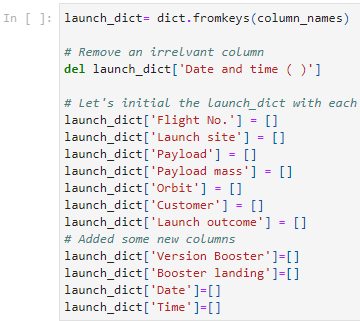 In [ ]: launch_dict= dict.fromkeys(column_names)
# Remove an irrelvant column
del launch_dict['Date and time ( )']
# Let's initial the launch_dict with each
launch_dict['Flight No.'] = []
launch_dict['Launch site'] = []
launch_dict['Payload'] = []
launch_dict['Payload mass'] = []
launch_dict['Orbit'] = []
launch_dict['Customer'] = []
launch_dict['Launch outcome'] = []
# Added some new columns
launch_dict['Version Booster']=[]
launch_dict['Booster landing']=[]
launch_dict['Date']=[]
launch_dict['Time']=[]